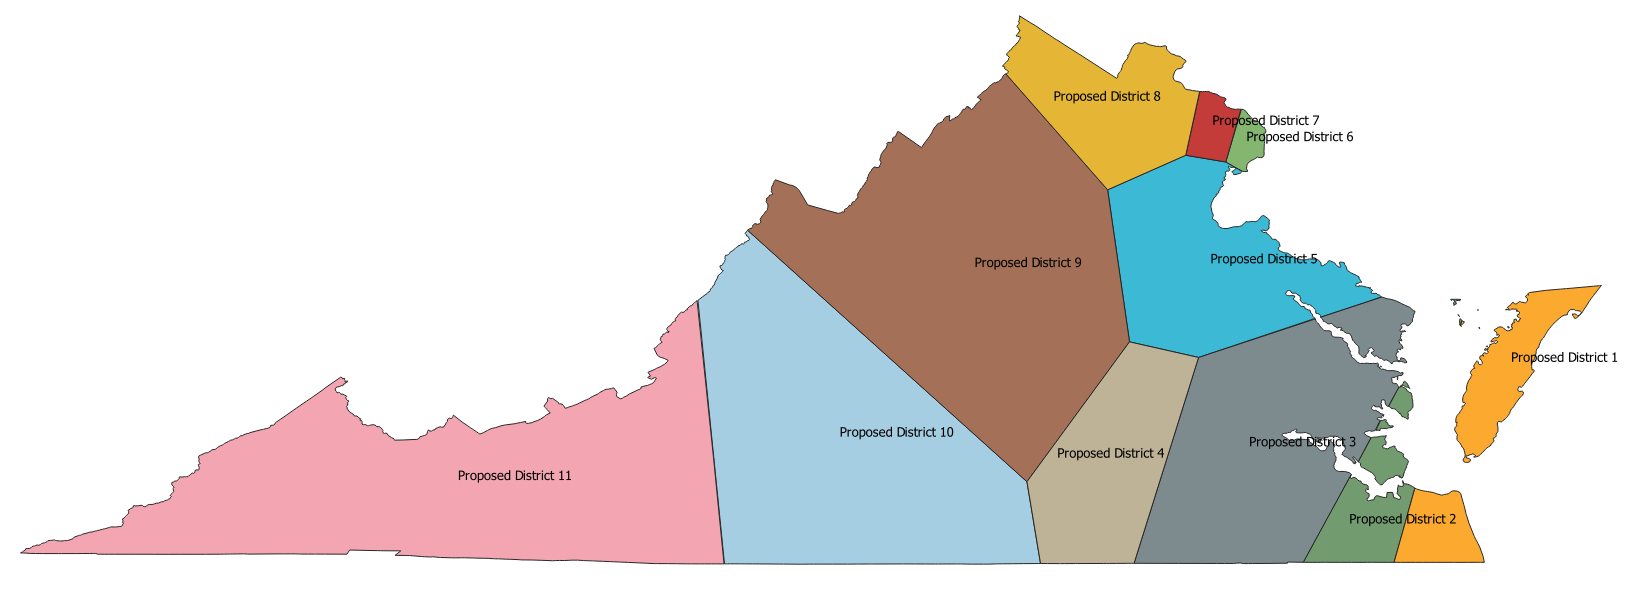 Proposed District 8
Proposed District 7
Proposed District 6
Proposed District 5
Proposed District 9
Proposed District 1
Proposed District 10
Proposed District 3
Proposed District 4
Proposed District 11
Proposed District 2